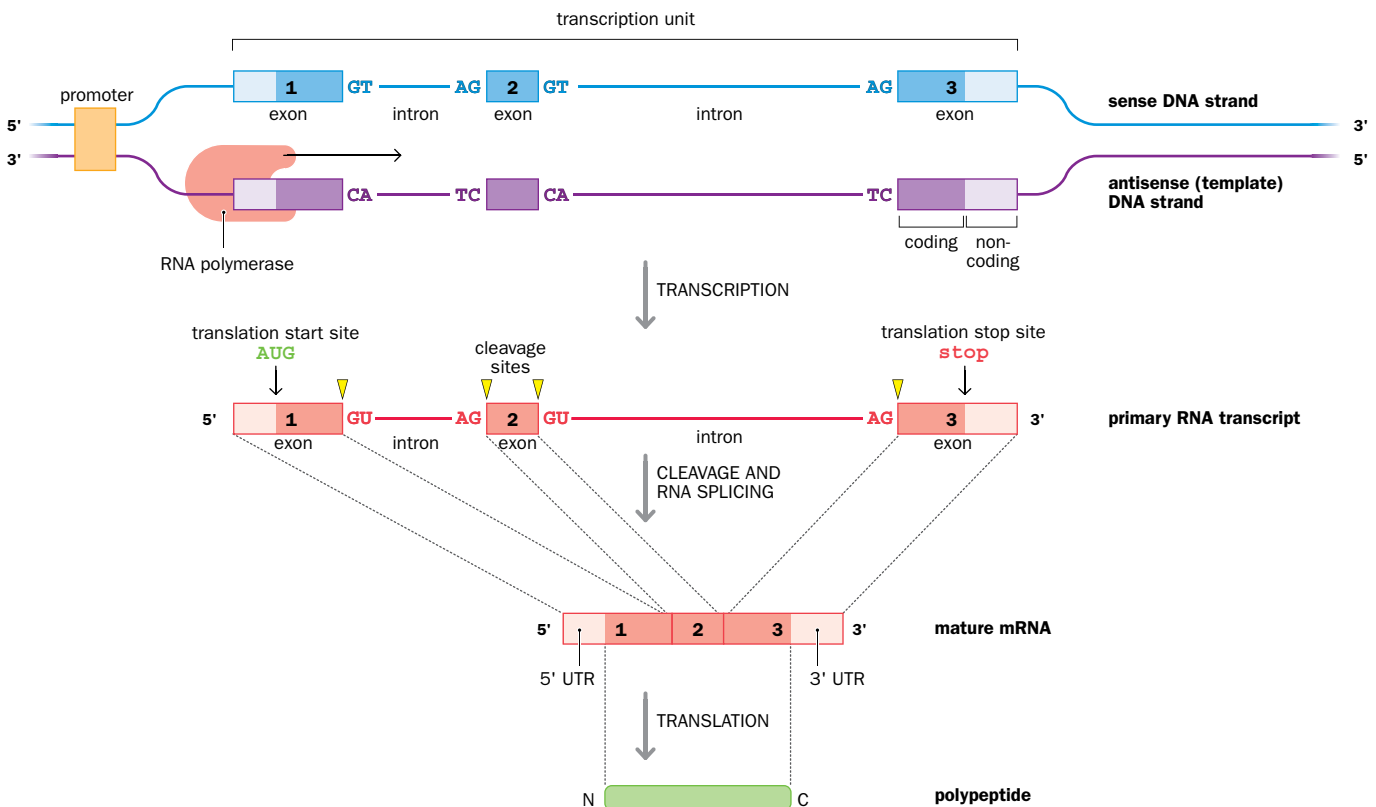 transcription unit
promoter
1 GT AG 2 GT AG 3
exon intron exon intron exon
sense DNA strand
5' 3'
3' 5'
CA TC CA TC
antisense (template)
DNA strand
coding non-
coding
RNA polymerase
TRANSCRIPTION
translation start site
AUG
cleavage
sites
translation stop site
stop
5' 1 GU AG 2 GU AG 3 3'
primary RNA transcript
exon intron exon intron exon
CLEAVAGE AND
RNA SPLICING
5' 1 2 3 3'
mature mRNA
5' UTR 3' UTR
TRANSLATION
N C
polypeptide